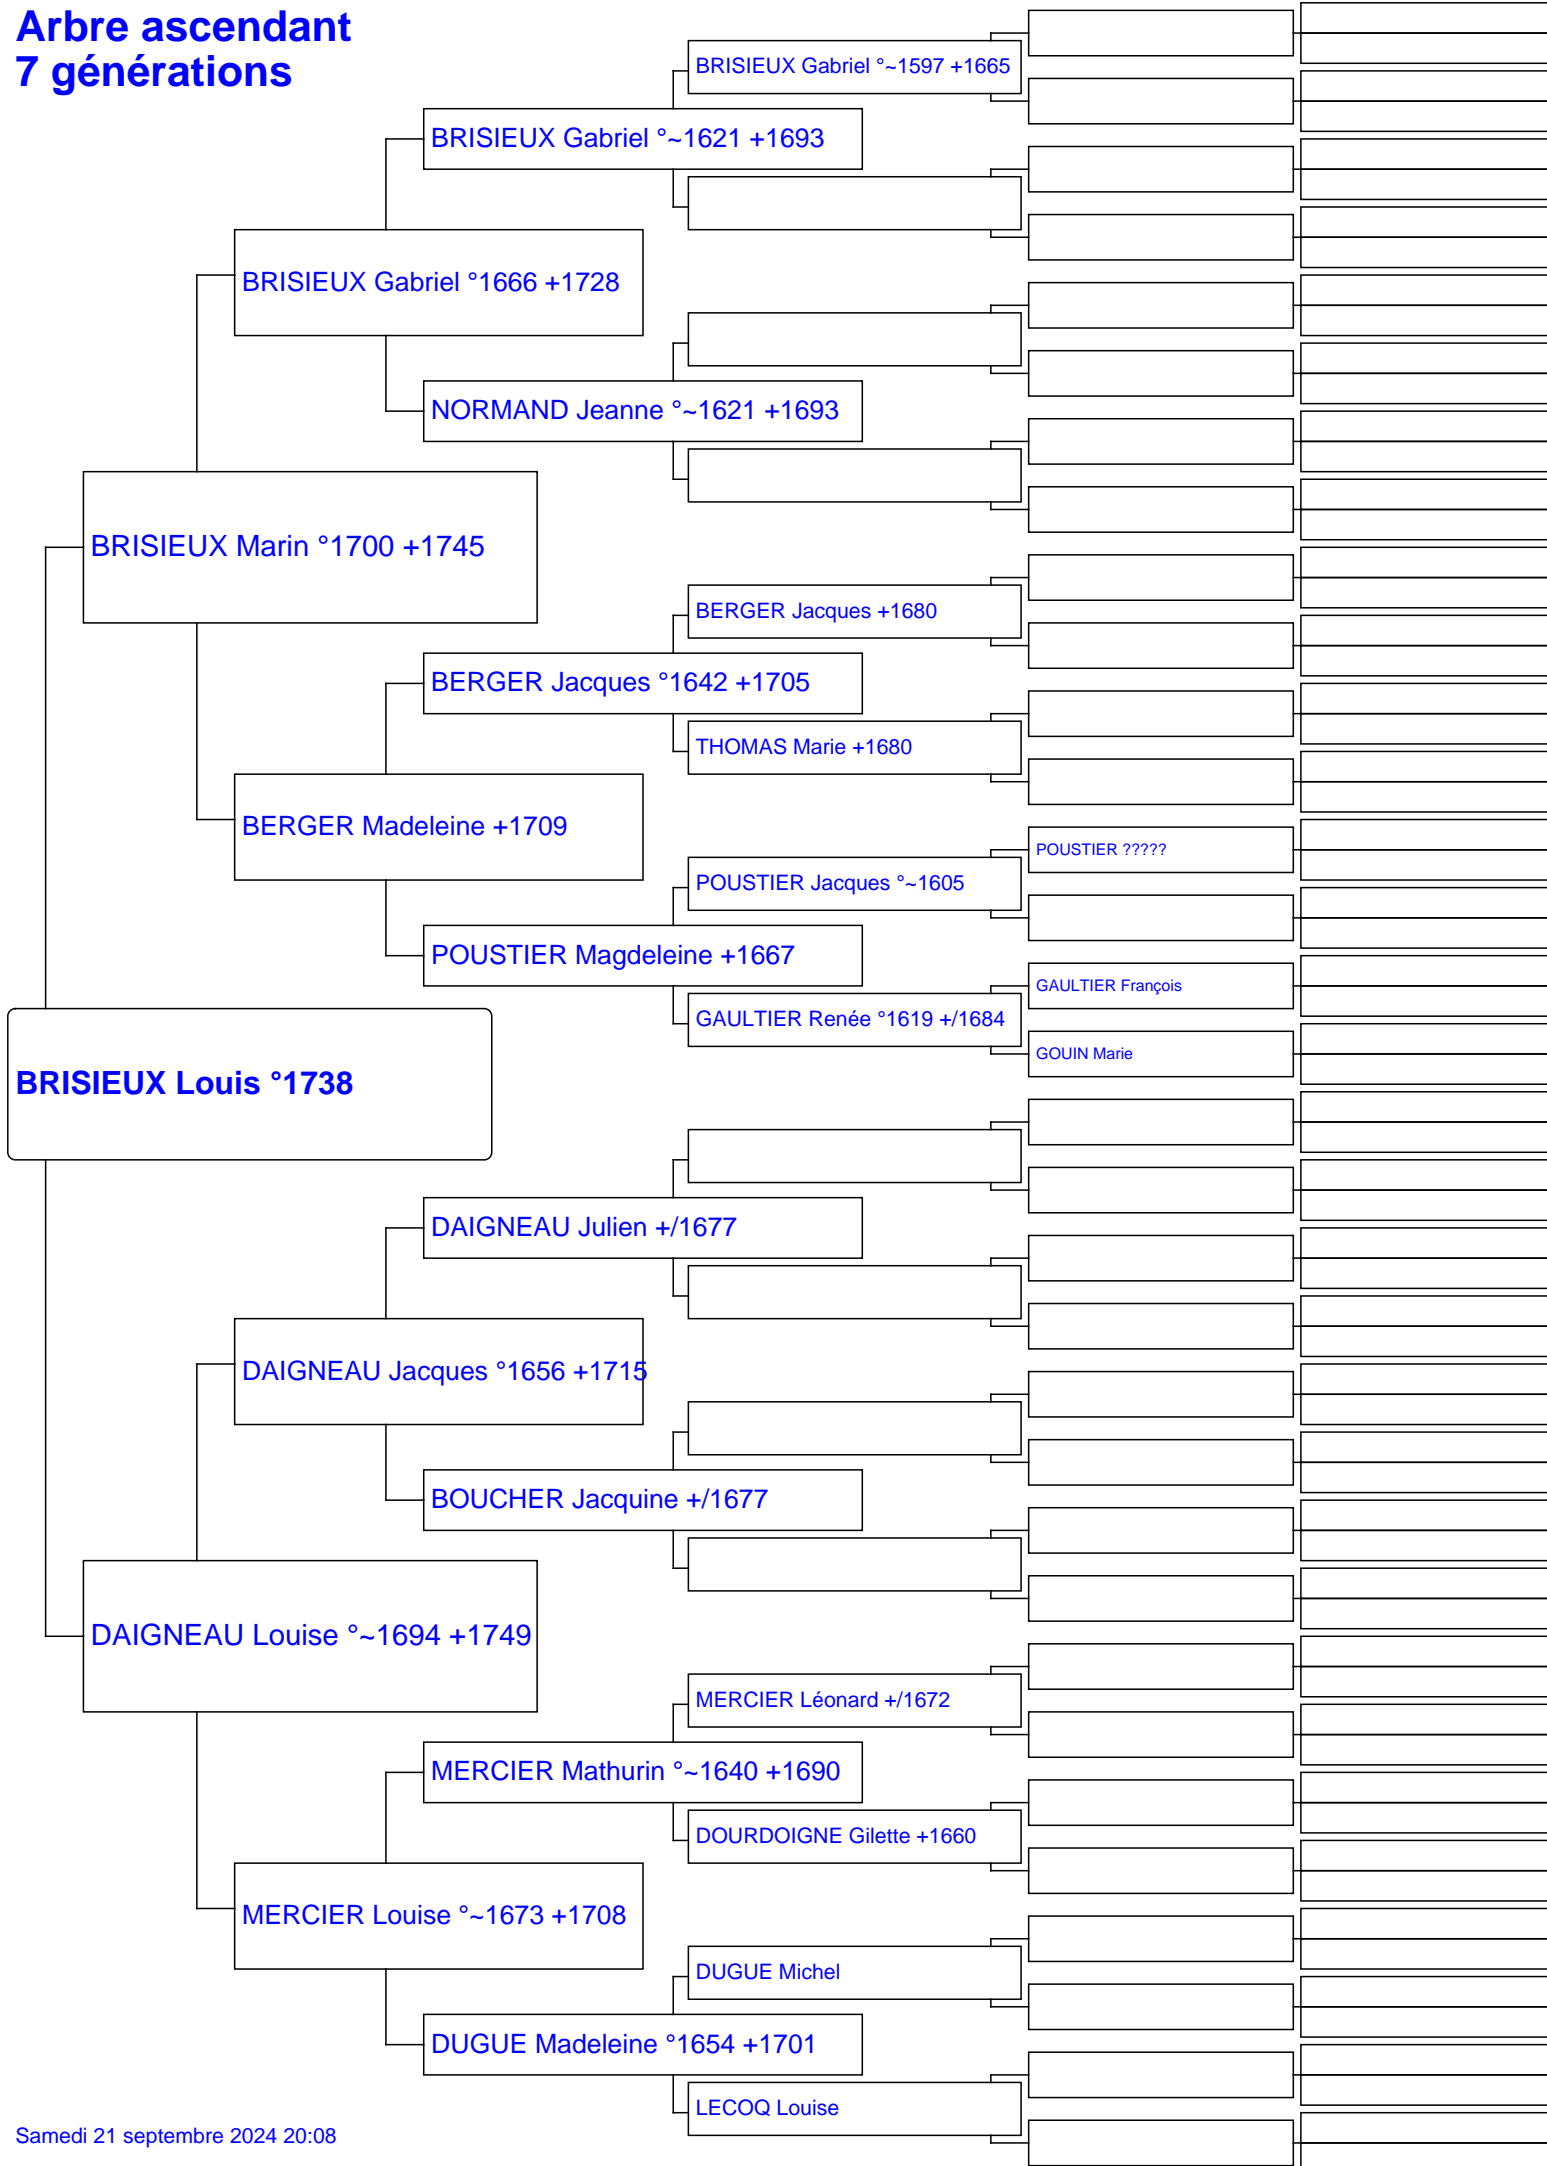 Arbre ascendant
7 générations
BRISIEUX Gabriel °~1597 +1665
BRISIEUX Gabriel °~1621 +1693
BRISIEUX Gabriel °1666 +1728
NORMAND Jeanne °~1621 +1693
BRISIEUX Marin °1700 +1745
BERGER Jacques +1680
BERGER Jacques °1642 +1705
THOMAS Marie +1680
BERGER Madeleine +1709
POUSTIER ?????
POUSTIER Jacques °~1605
POUSTIER Magdeleine +1667
GAULTIER François
GAULTIER Renée °1619 +/1684
GOUIN Marie
BRISIEUX Louis °1738
DAIGNEAU Julien +/1677
DAIGNEAU Jacques °1656 +1715
BOUCHER Jacquine +/1677
DAIGNEAU Louise °~1694 +1749
MERCIER Léonard +/1672
MERCIER Mathurin °~1640 +1690
DOURDOIGNE Gilette +1660
MERCIER Louise °~1673 +1708
DUGUE Michel
DUGUE Madeleine °1654 +1701
LECOQ Louise
Samedi 21 septembre 2024 20:08